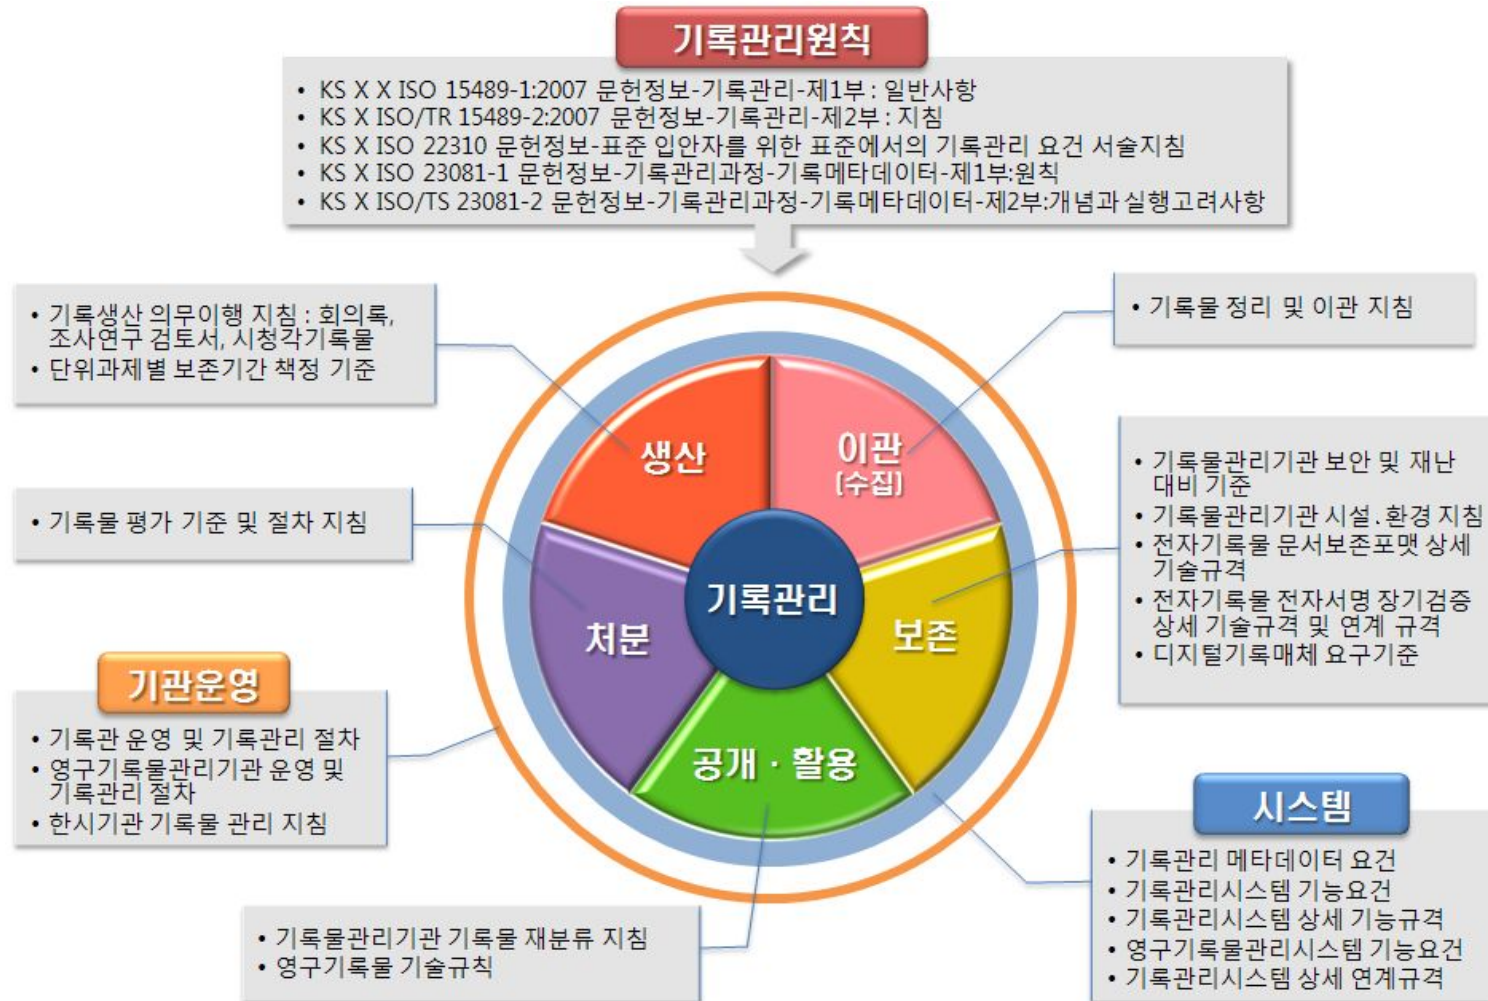 기록관리원칙
• KS X X ISO 15489-1:2007 문헌정보-기록관리-제1부 : 일반사항
• KS X ISO/TR 15489-2:2007 문헌정보-기록관리-제2부 : 지침
• KS X ISO 22310 문헌정보-표준 입안자를 위한 표준에서의 기록관리 요건 서술지침
• KS X ISO 23081-1 문헌정보-기록관리과정-기록메타데이터-제1부:원칙
• KS X ISO/TS 23081-2 문헌정보-기록관리과정-기록메타데이터-제2부:개념과 실행고려사항
• 기록생산 의무이행 지침 : 회의록,
조사연구 검토서, 시청각기록물
• 단위과제별 보존기간 책정 기준
• 기록물 정리 및 이관 지침
생산
이관
(수집)
• 기록물 평가 기준 및 절차 지침
• 기록물관리기관 보안 및 재난
대비 기준
• 기록물관리기관 시설.환경 지침
• 전자기록물 문서보존포맷 상세
기술규격
• 전자기록물 전자서명 장기검증
상세 기술규격 및 연계 규격
• 디지털기록매체 요구기준
기록관리
처분
보존
공개 · 활용
기관운영
• 기록관 운영 및 기록관리 절차
• 영구기록물관리기관 운영 및
기록관리 절차
• 한시기관 기록물 관리 지침
시스템
• 기록관리 메타데이터 요건
• 기록관리시스템 기능요건
• 기록관리시스템 상세 기능규격
• 영구기록물관리시스템 기능요건
• 기록관리시스템 상세 연계규격
• 기록물관리기관 기록물 재분류 지침
• 영구기록물 기술규칙